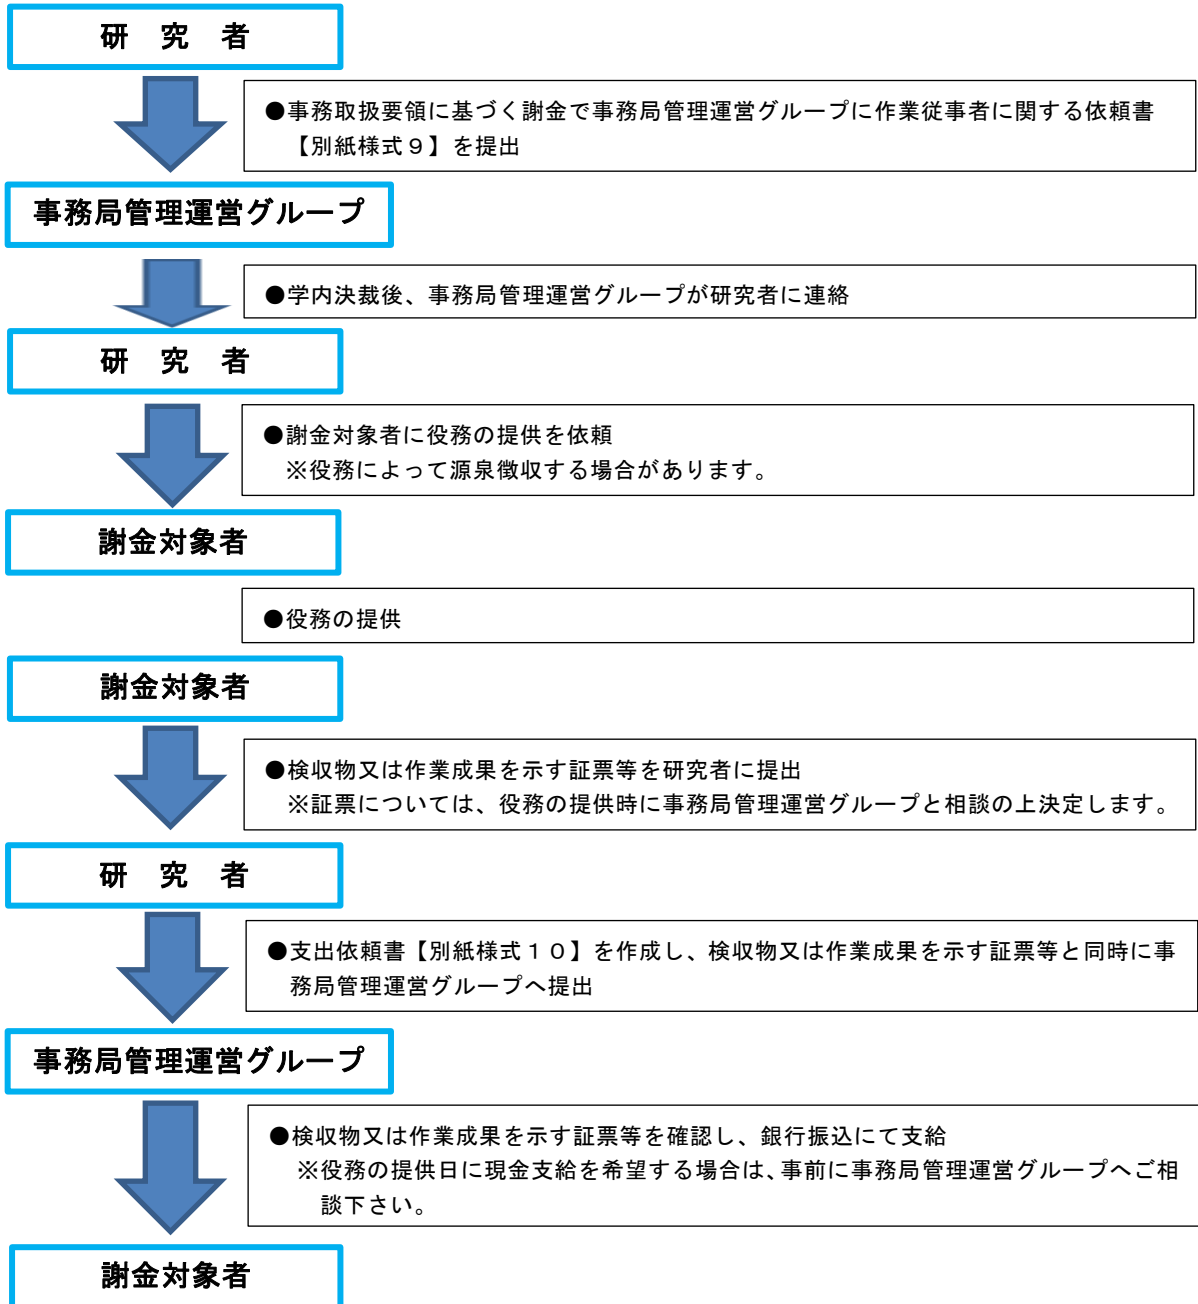 研　究　者
●事務取扱要領に基づく謝金で事務局管理運営グループに作業従事者に関する依頼書
【別紙様式９】を提出
事務局管理運営グループ
●学内決裁後、事務局管理運営グループが研究者に連絡
研　究　者
●謝金対象者に役務の提供を依頼
※役務によって源泉徴収する場合があります。
謝金対象者
●役務の提供
謝金対象者
●検収物又は作業成果を示す証票等を研究者に提出
※証票については、役務の提供時に事務局管理運営グループと相談の上決定します。
研　究　者
●支出依頼書【別紙様式１０】を作成し、検収物又は作業成果を示す証票等と同時に事
務局管理運営グループへ提出
事務局管理運営グループ
●検収物又は作業成果を示す証票等を確認し、銀行振込にて支給
※役務の提供日に現金支給を希望する場合は、事前に事務局管理運営グループへご相
談下さい。
謝金対象者